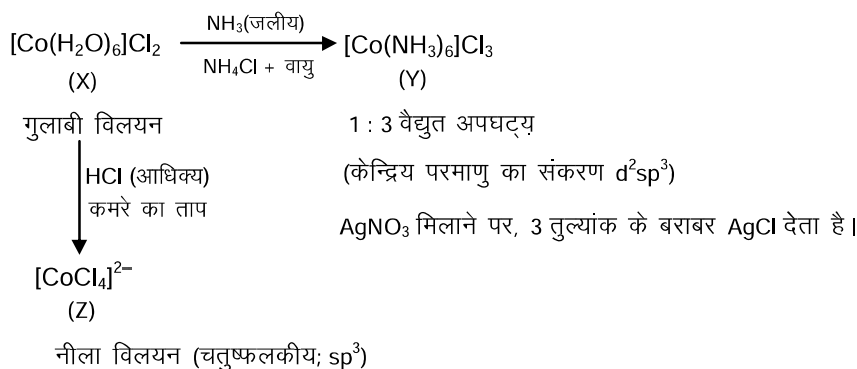 [Co(H₂O)₆]Cl₂ NH₃(जलीय) NH₄Cl + वायु [Co(NH₃)₆]Cl₃
(X) (Y)
गुलाबी विलयन 1 : 3 वैद्युत अपघट्य़
HCl (आधिक्य) (केन्द्रिय परमाणु का संकरण d²sp³)
कमरे का ताप AgNO₃ मिलाने पर, 3 तुल्यांक के बराबर AgCl देता है।
[CoCl₄]²⁻
(Z)
नीला विलयन (चतुष्फलकीय; sp³)